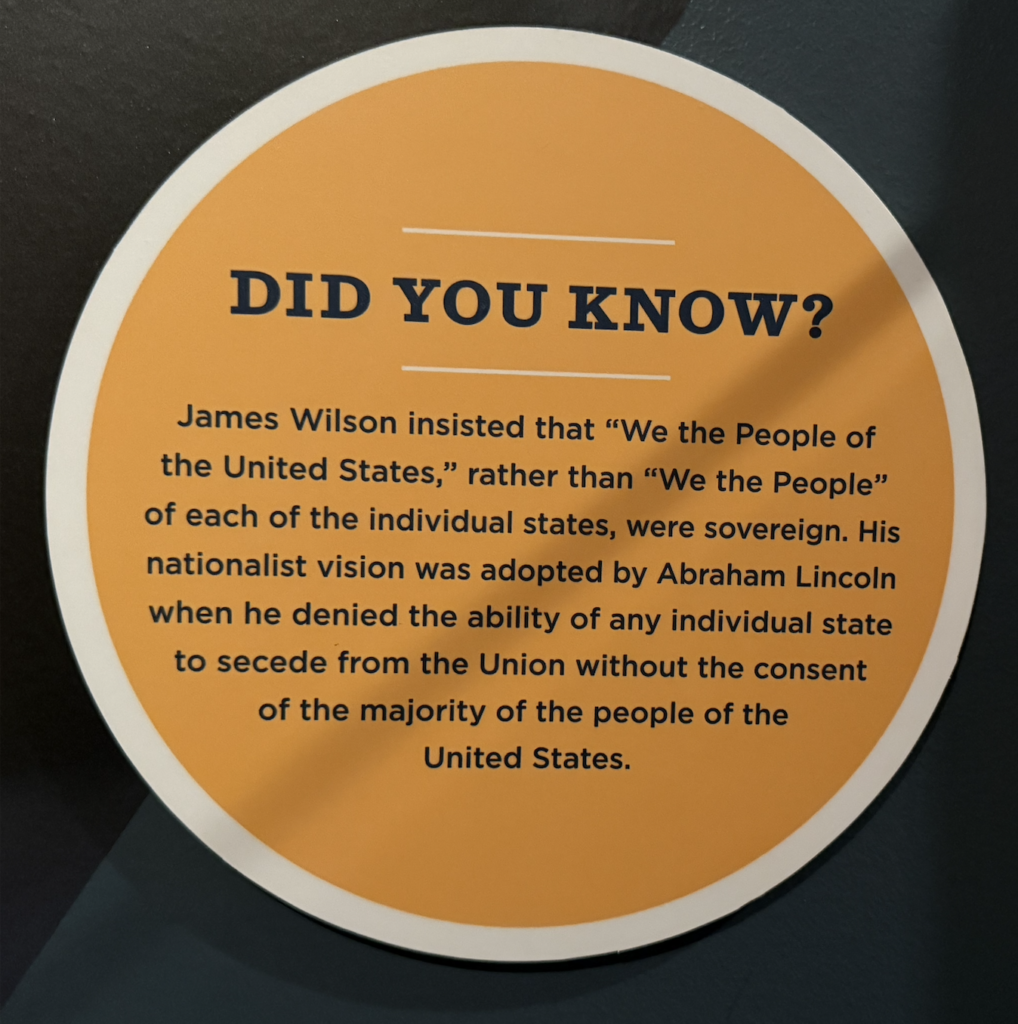 DID YOU KNOW?
James Wilson insisted that “We the People of
the United States,” rather than “We the People”
of each of the individual states, were sovereign. His
nationalist vision was adopted by Abraham Lincoln
when he denied the ability of any individual state
to secede from the Union without the consent
of the majority of the people of the
United States.